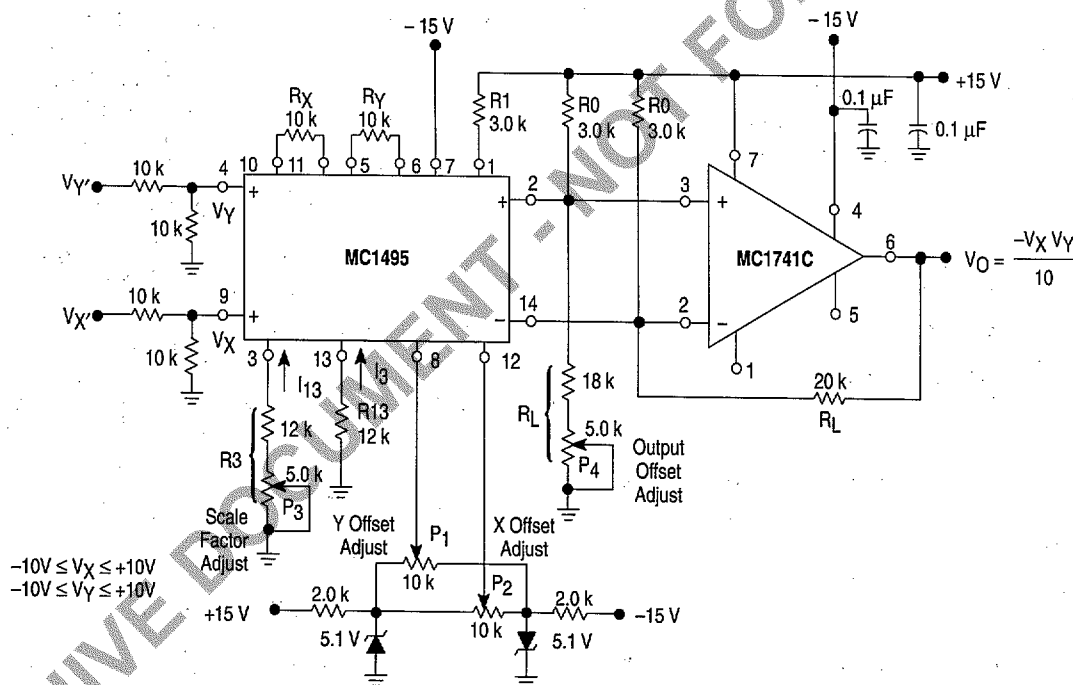 – 15 V
– 15 V
+15 V
R1
3.0 k
R0
3.0 k
R0
3.0 k
0.1 µF
0.1 µF
RX
10 k
RY
10 k
10 11 5 6 7 1
7
4
VY'
10 k
4
+
VY
10 k
MC1495
+
2
3
+
MC1741C
4
6
VO = –VX VY / 10
VX'
10 k
9
+
VX
10 k
–
14
2
–
5
1
3
I13
13
I3
8
12
R3
12 k
5.0 k
P3
R13
12 k
Scale
Factor
Adjust
RL
18 k
5.0 k
P4
Output
Offset
Adjust
20 k
RL
Y Offset
Adjust
P1
10 k
X Offset
Adjust
P2
10 k
–10V ≤ VX ≤ +10V
–10V ≤ VY ≤ +10V
+15 V
2.0 k
5.1 V
2.0 k
5.1 V
–15 V
IVE DOCUMENT - NOT FO